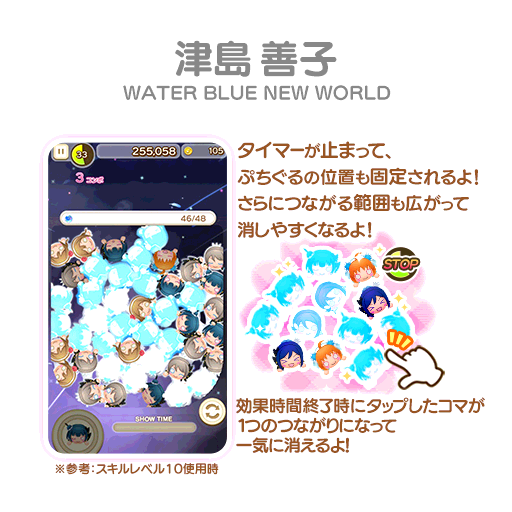 津島 善子
WATER BLUE NEW WORLD
33
255,058
105
3 コンボ
46/48
SHOW TIME
※参考：スキルレベル10使用時
タイマーが止まって、
ぷちぐるの位置も固定されるよ！
さらにつながる範囲も広がって
消しやすくなるよ！
STOP
効果時間終了時にタップしたコマが
1つのつながりになって
一気に消えるよ！